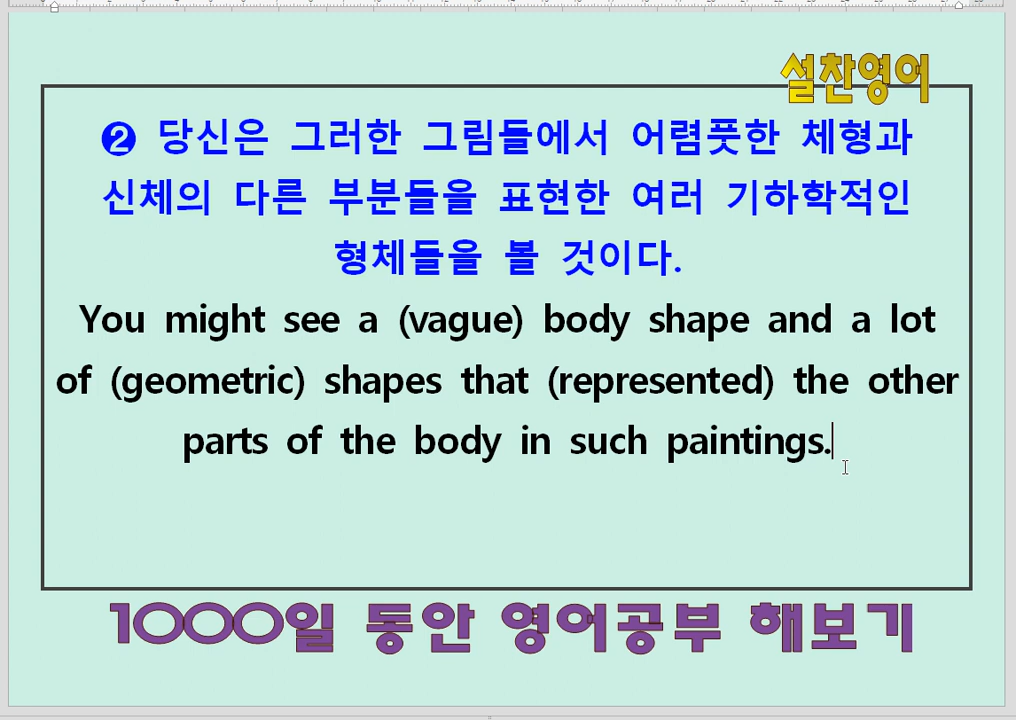 설찬영어
❷ 당신은 그러한 그림들에서 어렴풋한 체형과
신체의 다른 부분들을 표현한 여러 기하학적인
형체들을 볼 것이다.
You might see a (vague) body shape and a lot
of (geometric) shapes that (represented) the other
parts of the body in such paintings.
1000일 동안 영어공부 해보기